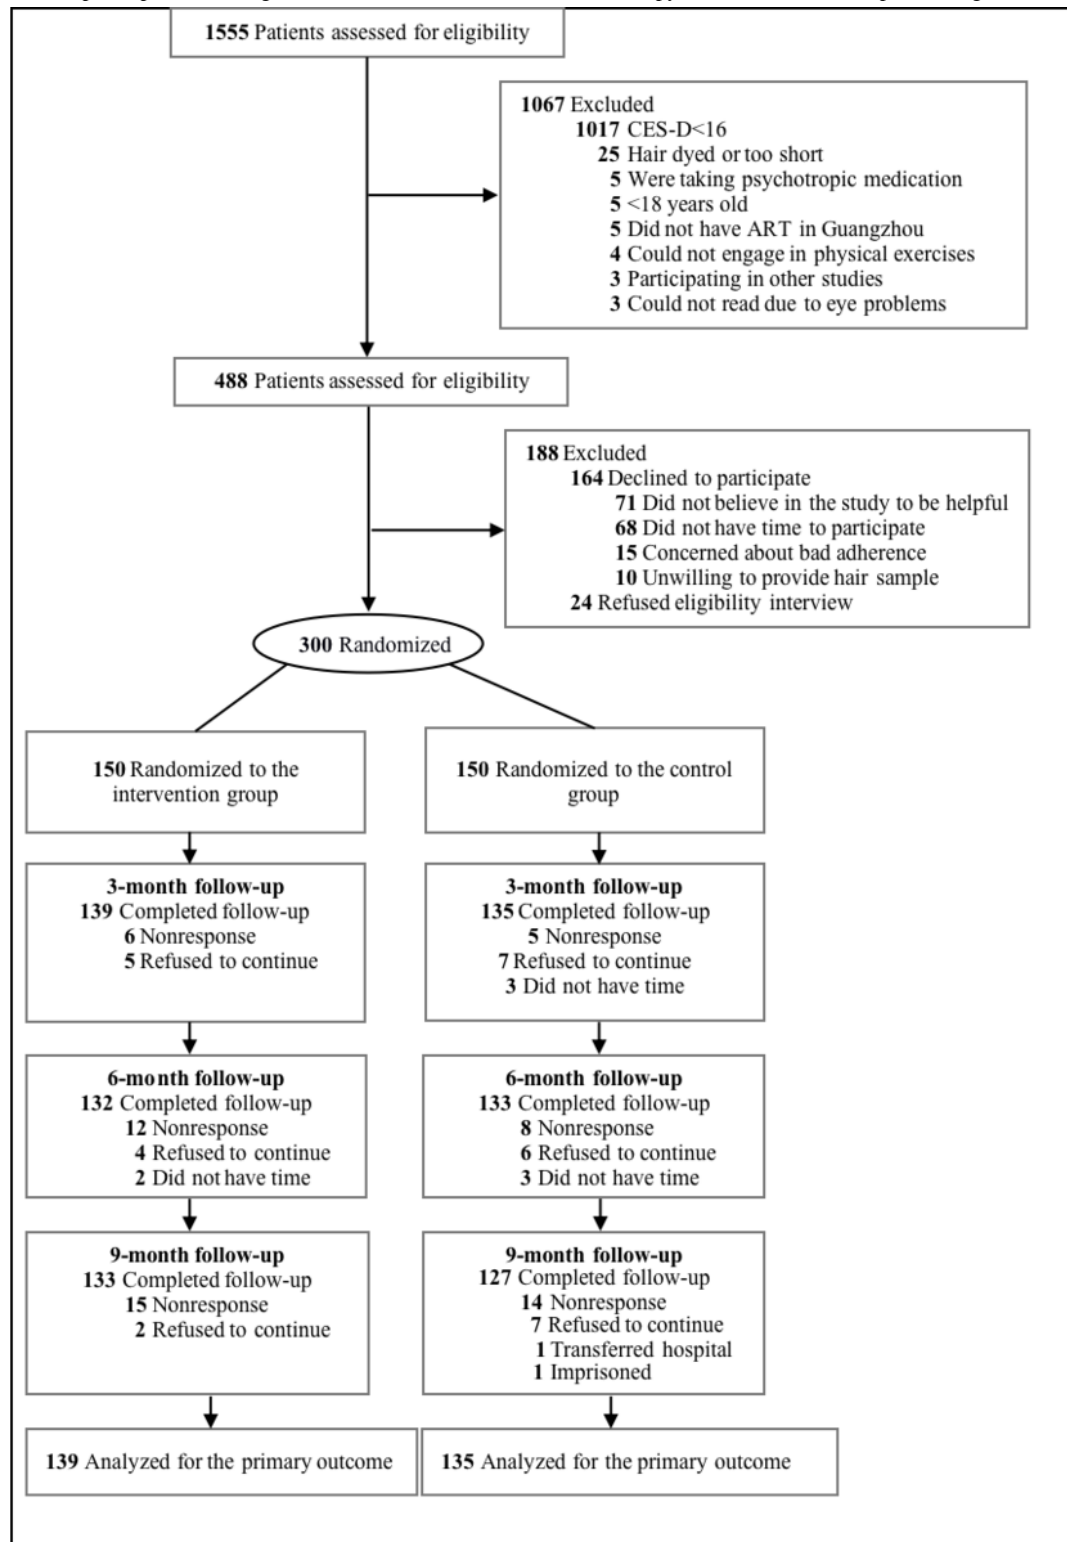 1555 Patients assessed for eligibility
1067 Excluded
1017 CES-D<16
25 Hair dyed or too short
5 Were taking psychotropic medication
5 <18 years old
5 Did not have ART in Guangzhou
4 Could not engage in physical exercises
3 Participating in other studies
3 Could not read due to eye problems
488 Patients assessed for eligibility
188 Excluded
164 Declined to participate
71 Did not believe in the study to be helpful
68 Did not have time to participate
15 Concerned about bad adherence
10 Unwilling to provide hair sample
24 Refused eligibility interview
300 Randomized
150 Randomized to the
intervention group
150 Randomized to the control
group
3-month follow-up
139 Completed follow-up
6 Nonresponse
5 Refused to continue
3-month follow-up
135 Completed follow-up
5 Nonresponse
7 Refused to continue
3 Did not have time
6-month follow-up
132 Completed follow-up
12 Nonresponse
4 Refused to continue
2 Did not have time
6-month follow-up
133 Completed follow-up
8 Nonresponse
6 Refused to continue
3 Did not have time
9-month follow-up
133 Completed follow-up
15 Nonresponse
2 Refused to continue
9-month follow-up
127 Completed follow-up
14 Nonresponse
7 Refused to continue
1 Transferred hospital
1 Imprisoned
139 Analyzed for the primary outcome
135 Analyzed for the primary outcome